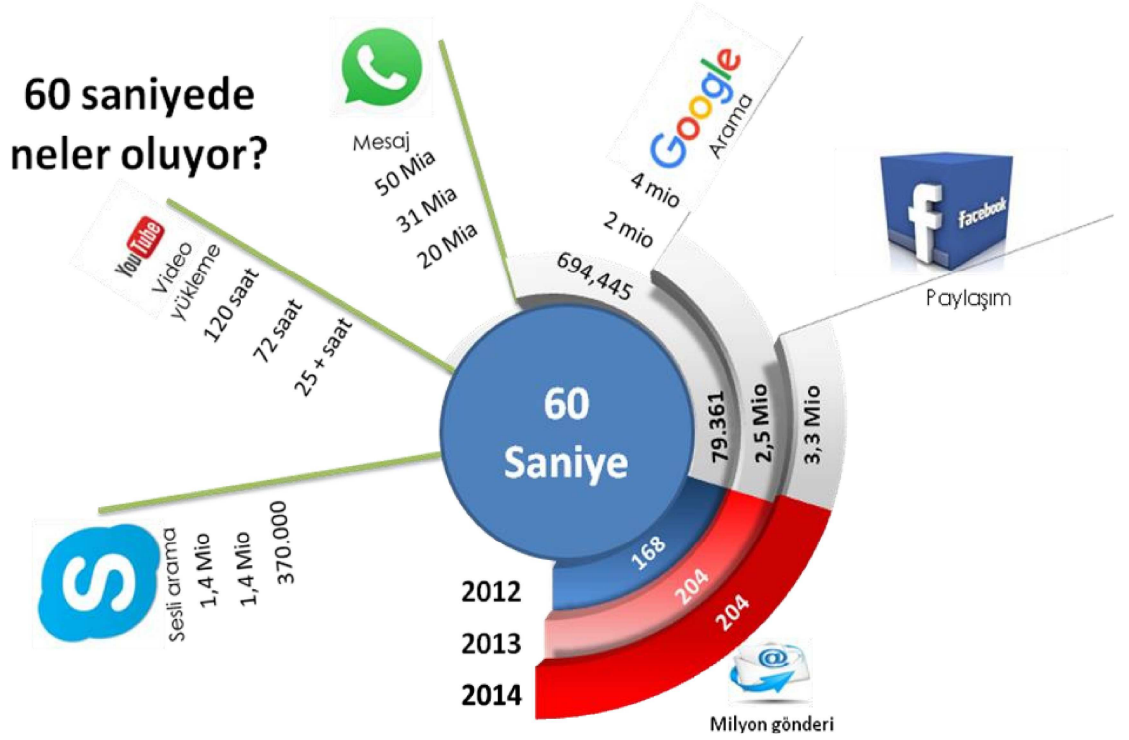 60 saniyede
neler oluyor?
Mesaj
50 Mia
31 Mia
20 Mia
Google
Arama
4 mio
2 mio
694,445
facebook
Paylaşım
79.361
2,5 Mio
3,3 Mio
YouTube
Video
yükleme
120 saat
72 saat
25 + saat
60
Saniye
Sesli arama
1,4 Mio
1,4 Mio
370.000
168
204
204
2012
2013
2014
Milyon gönderi